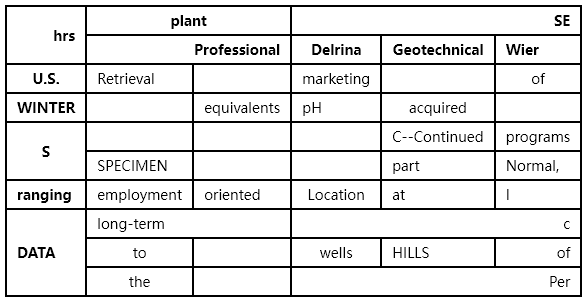 hrs plant SE
Professional Delrina Geotechnical Wier
U.S. Retrieval marketing of
WINTER equivalents pH acquired
S C--Continued programs
SPECIMEN part Normal,
ranging employment oriented Location at I
DATA long-term c
to wells HILLS of
the Per